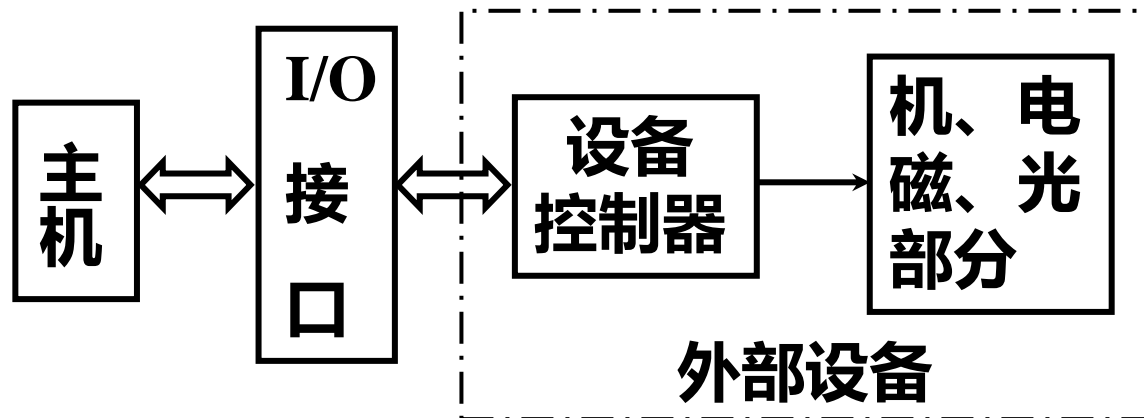 主
机
I/O
接
口
设备
控制器
机、电
磁、光
部分
外部设备